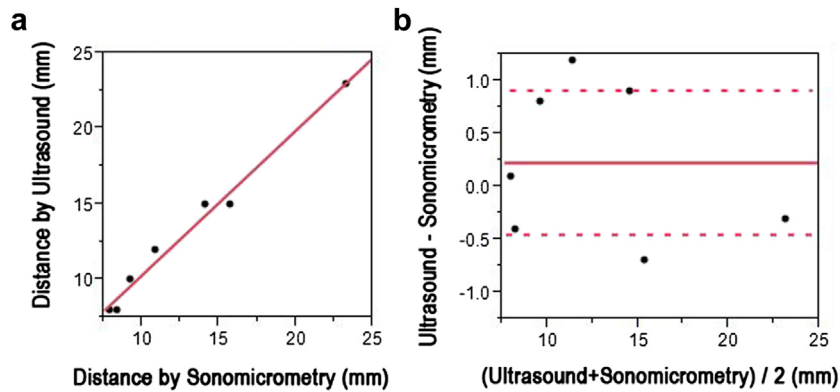 a
Distance by Ultrasound (mm)
25
20
15
10
10
15
20
25
Distance by Sonomicrometry (mm)
b
Ultrasound - Sonomicrometry (mm)
1.0
0.5
0.0
-0.5
-1.0
10
15
20
25
(Ultrasound+Sonomicrometry) / 2 (mm)